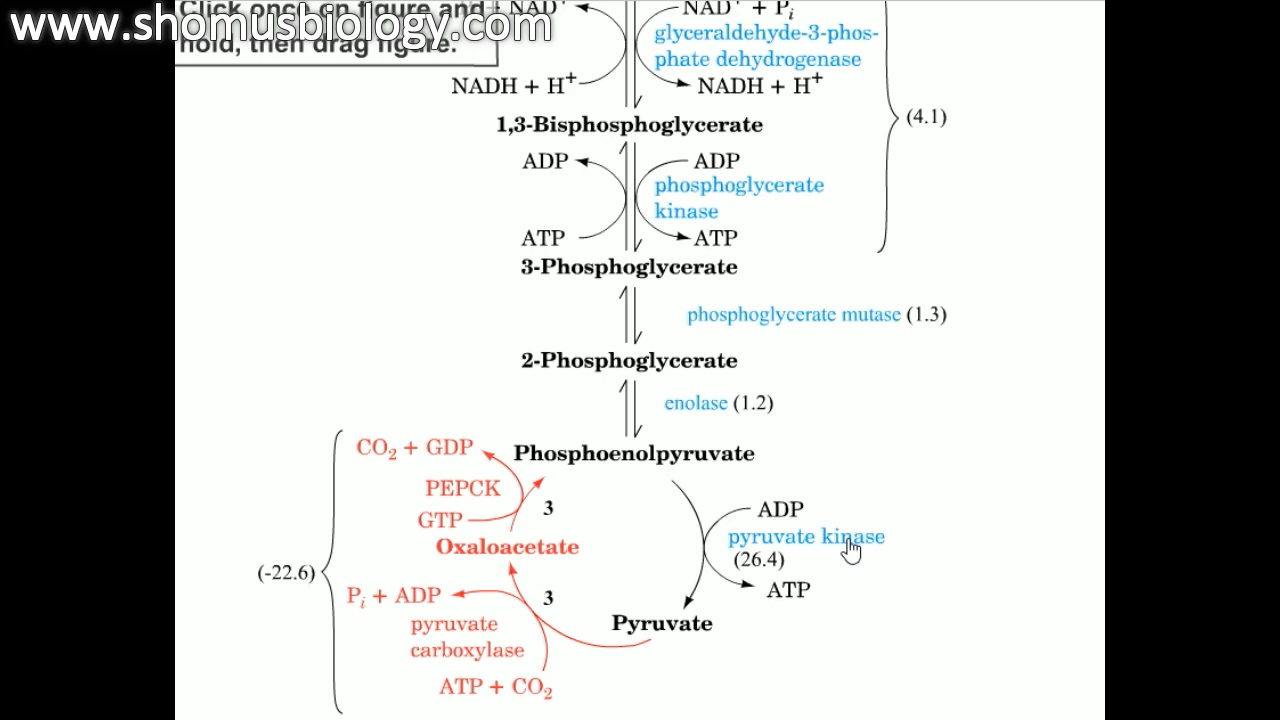 Click once on figure and
hold, then drag figure.
www.shomusbiology.com
+ NAD+
NAD+ + Pi
glyceraldehyde-3-phos-
phate dehydrogenase
NADH + H+
NADH + H+
(4.1)
1,3-Bisphosphoglycerate
ADP
ADP
phosphoglycerate
kinase
ATP
ATP
3-Phosphoglycerate
phosphoglycerate mutase (1.3)
2-Phosphoglycerate
enolase (1.2)
CO2 + GDP
Phosphoenolpyruvate
PEPCK
3
GTP
ADP
pyruvate kinase
(26.4)
Oxaloacetate
(-22.6)
Pi + ADP
3
ATP
pyruvate
carboxylase
Pyruvate
ATP + CO2